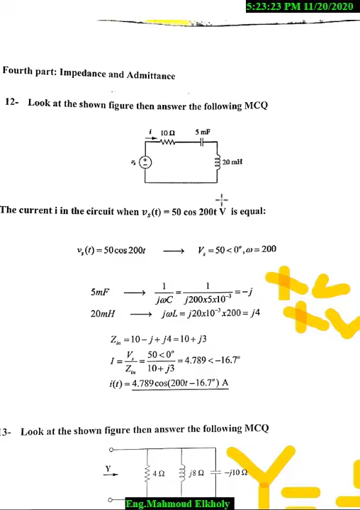 5:23:23 PM 11/20/2020
Fourth part: Impedance and Admittance
12- Look at the shown figure then answer the following MCQ
i 10 Ω 5 mF
vₛ 20 mH
The current i in the circuit when vₛ(t) = 50 cos 200t V is equal:
vₛ(t) = 50cos 200t ⟶ Vₛ = 50 < 0°, ω = 200
5mF ⟶ 1/jωC = 1/j200x5x10⁻³ = −j
20mH ⟶ jωL = j20x10⁻³x200 = j4
Zᵢₙ = 10 − j + j4 = 10 + j3
I = Vₛ/Zᵢₙ = 50 < 0°/10 + j3 = 4.789 < −16.7°
i(t) = 4.789cos(200t − 16.7°) A
13- Look at the shown figure then answer the following MCQ
Y 4 Ω j8 Ω −j10 Ω
Y=
Eng.Mahmoud Elkholy